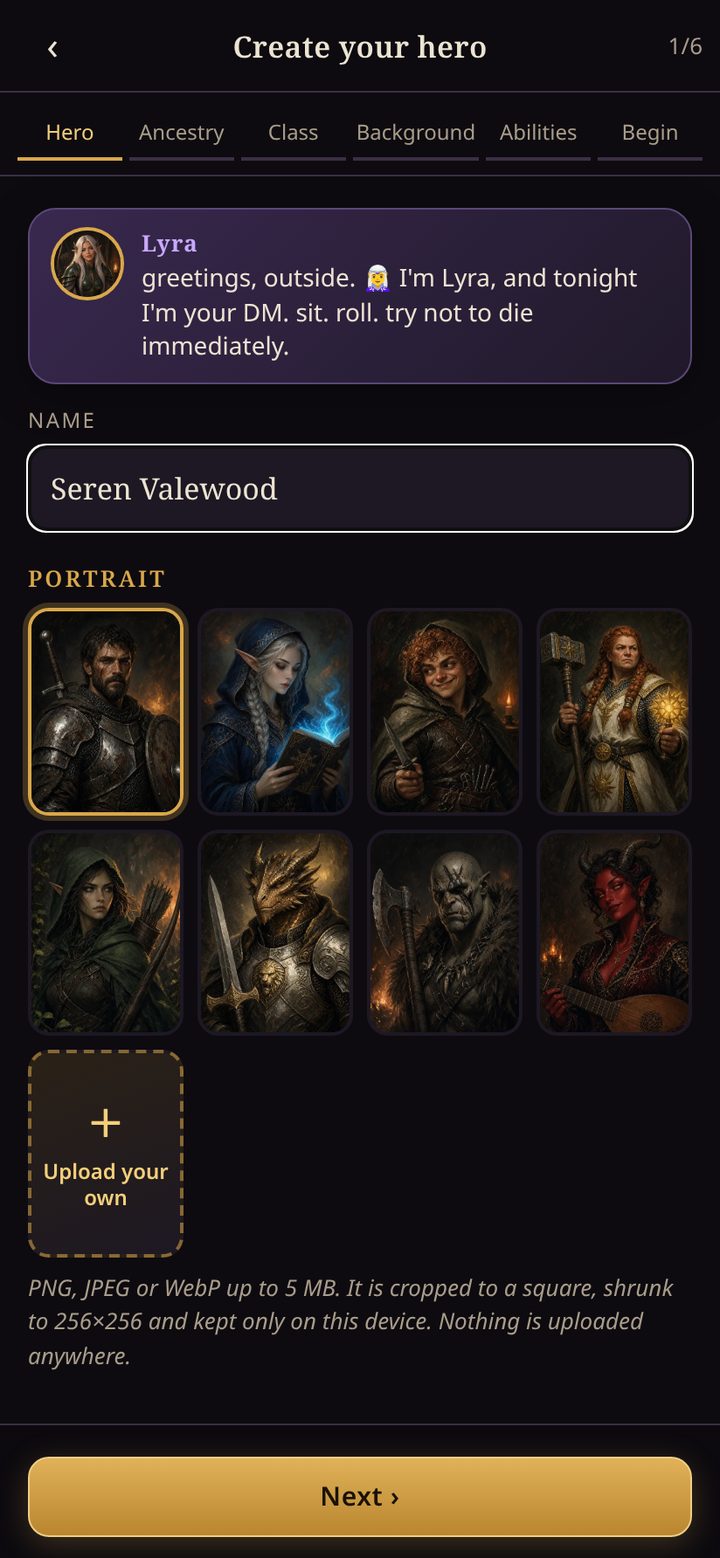 ‹ Create your hero 1/6
Hero Ancestry Class Background Abilities Begin
Lyra
greetings, outside. 🧝‍♀️ I'm Lyra, and tonight
I'm your DM. sit. roll. try not to die
immediately.
NAME
Seren Valewood
PORTRAIT
+
Upload your
own
PNG, JPEG or WebP up to 5 MB. It is cropped to a square, shrunk
to 256×256 and kept only on this device. Nothing is uploaded
anywhere.
Next ›